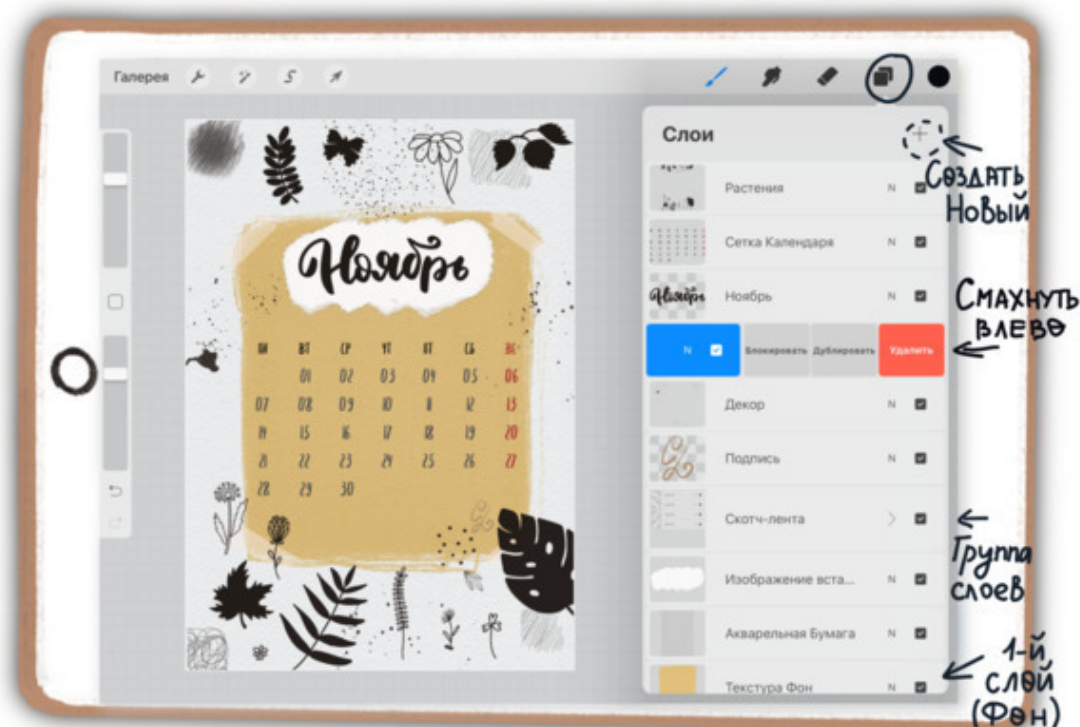 Галерея
Слои
Растения N
Сетка Календаря N
Ноябрь Ноябрь N
N Блокировать Дублировать Удалить
Декор N
Подпись N
Скотч-лента
Изображение вста... N
Акварельная Бумага N
Текстура Фон N
Ноябрь
ПН ВТ СР ЧТ ПТ СБ ВС
01 02 03 04 05 06
07 08 09 10 11 12 13
14 15 16 17 18 19 20
21 22 23 24 25 26 27
28 29 30
СОЗДАТЬ
НОВЫЙ
СМАХНУТЬ
ВЛЕВО
Группа
слоев
1-й
СЛОЙ
(ФОН)